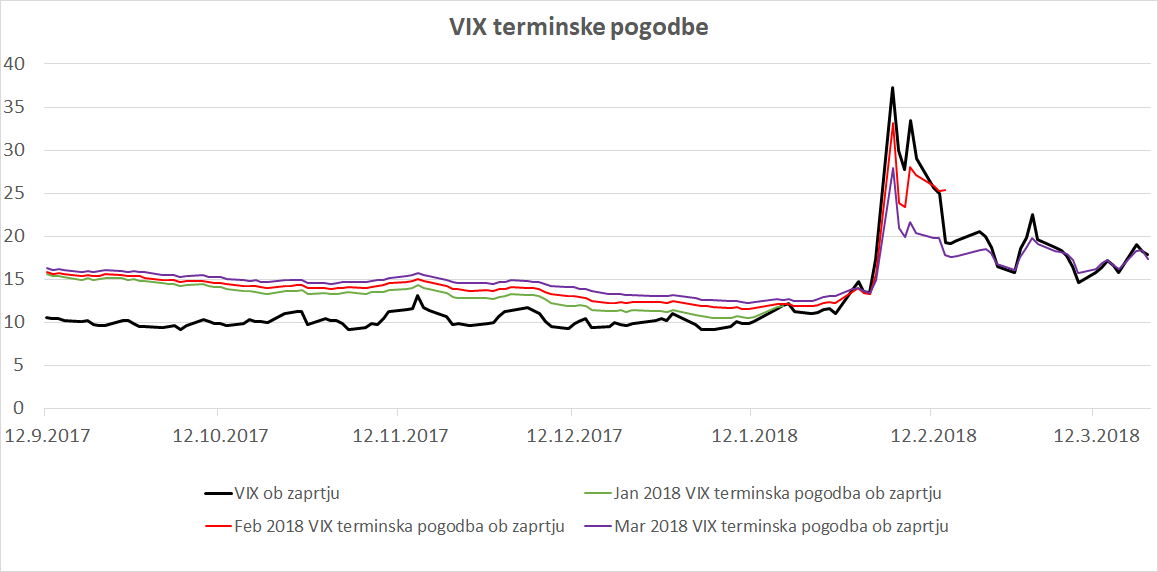 VIX terminske pogodbe
40
35
30
25
20
15
10
5
0
12.9.2017 12.10.2017 12.11.2017 12.12.2017 12.1.2018 12.2.2018 12.3.2018
VIX ob zaprtju Jan 2018 VIX terminska pogodba ob zaprtju
Feb 2018 VIX terminska pogodba ob zaprtju Mar 2018 VIX terminska pogodba ob zaprtju